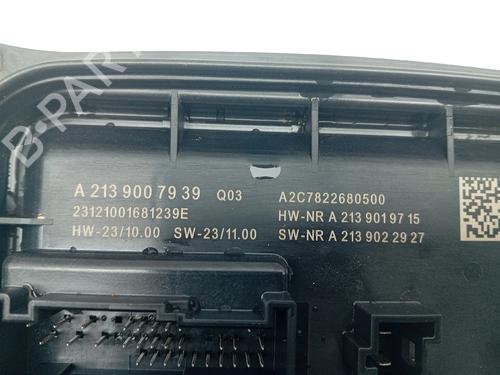 A 213 900 79 39 Q03 A2C7822680500
23121001681239E HW-NR A 213 901 97 15
HW-23/10.00 SW-23/11.00 SW-NR A 213 902 29 27
B-PARTS